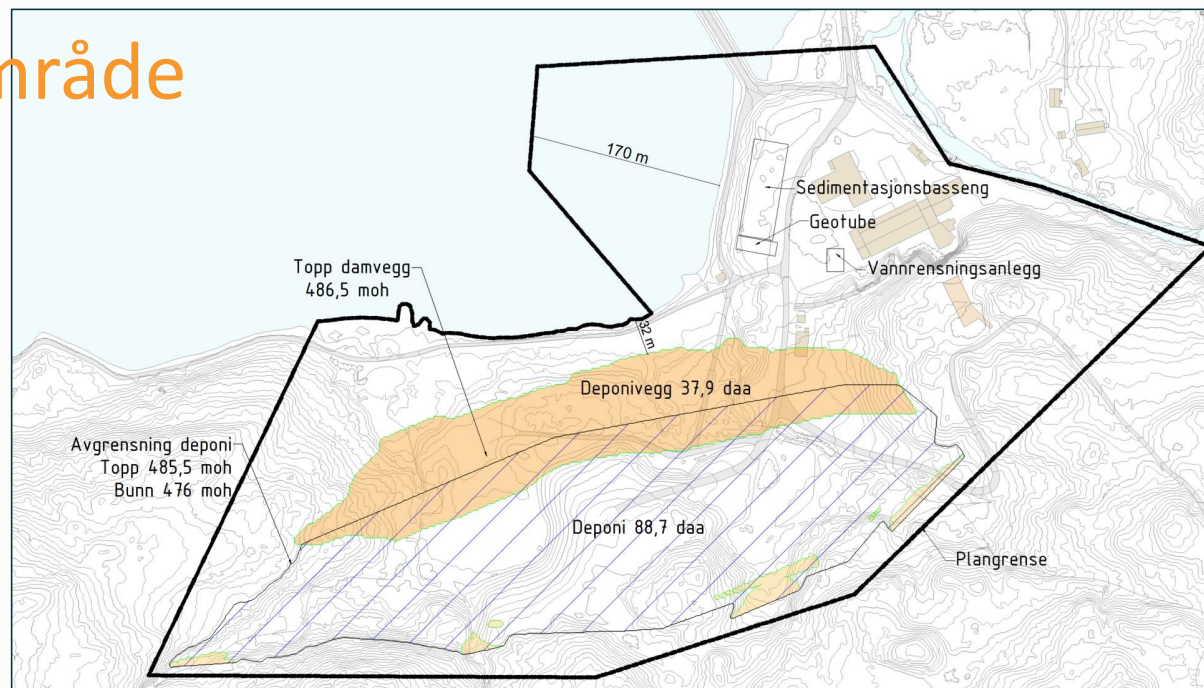 mråde
170 m
Sedimentasjonsbasseng
Geotube
Vannrensningsanlegg
Topp damvegg
486,5 moh
32 m
Deponivegg 37,9 daa
Avgrensning deponi
Topp 485,5 moh
Bunn 476 moh
Deponi 88,7 daa
Plangrense